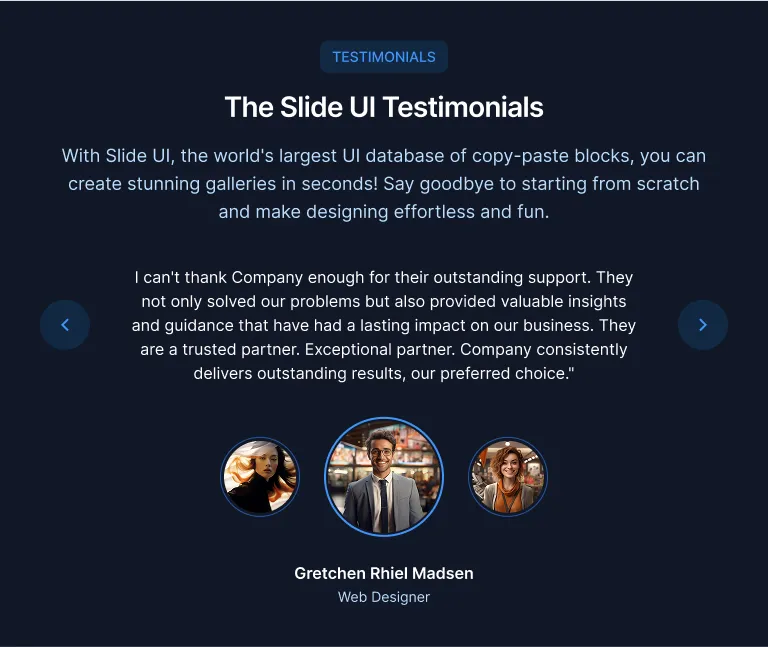 TESTIMONIALS
The Slide UI Testimonials
With Slide UI, the world's largest UI database of copy-paste blocks, you can
create stunning galleries in seconds! Say goodbye to starting from scratch
and make designing effortless and fun.
I can't thank Company enough for their outstanding support. They
not only solved our problems but also provided valuable insights
and guidance that have had a lasting impact on our business. They
are a trusted partner. Exceptional partner. Company consistently
delivers outstanding results, our preferred choice."
Gretchen Rhiel Madsen
Web Designer